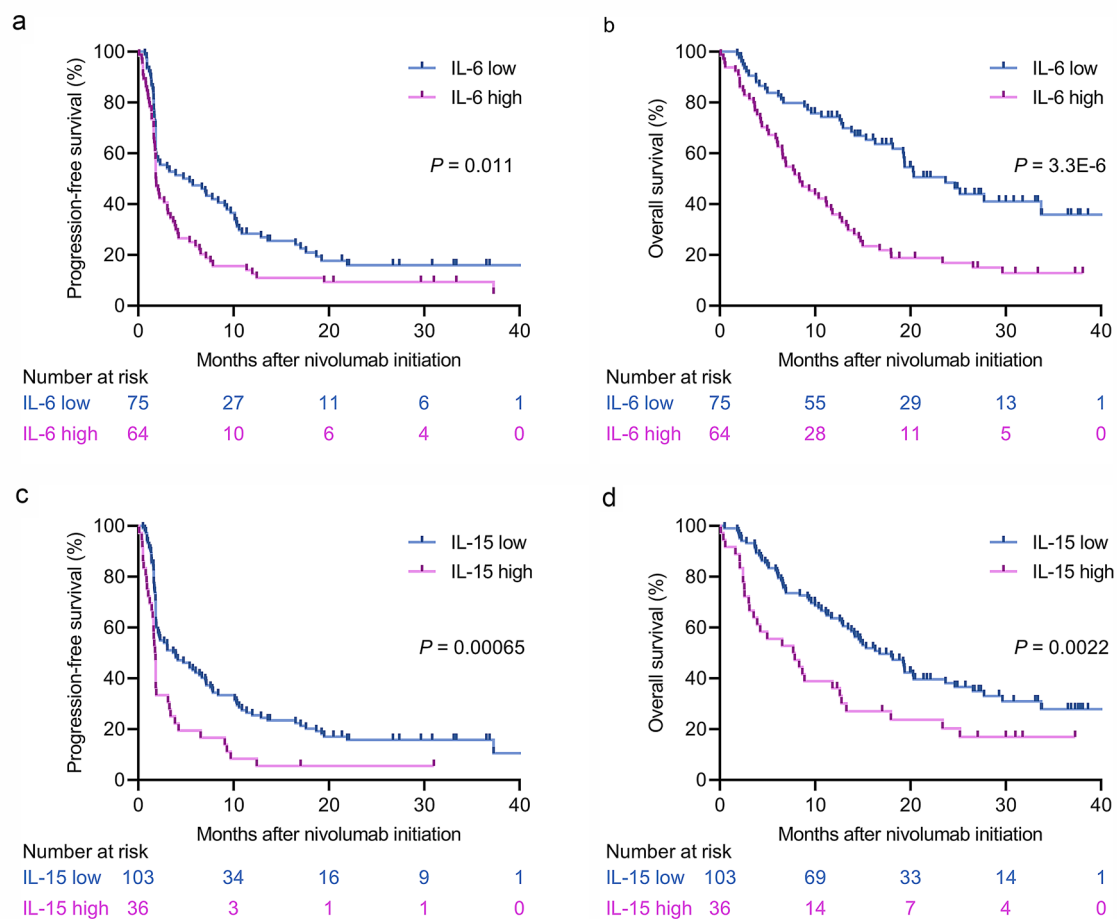 a
Progression-free survival (%)
100
80
60
40
20
0
IL-6 low
IL-6 high
P = 0.011
0 10 20 30 40
Months after nivolumab initiation
Number at risk
IL-6 low 75 27 11 6 1
IL-6 high 64 10 6 4 0
b
Overall survival (%)
100
80
60
40
20
0
IL-6 low
IL-6 high
P = 3.3E-6
0 10 20 30 40
Months after nivolumab initiation
Number at risk
IL-6 low 75 55 29 13 1
IL-6 high 64 28 11 5 0
c
Progression-free survival (%)
100
80
60
40
20
0
IL-15 low
IL-15 high
P = 0.00065
0 10 20 30 40
Months after nivolumab initiation
Number at risk
IL-15 low 103 34 16 9 1
IL-15 high 36 3 1 1 0
d
Overall survival (%)
100
80
60
40
20
0
IL-15 low
IL-15 high
P = 0.0022
0 10 20 30 40
Months after nivolumab initiation
Number at risk
IL-15 low 103 69 33 14 1
IL-15 high 36 14 7 4 0